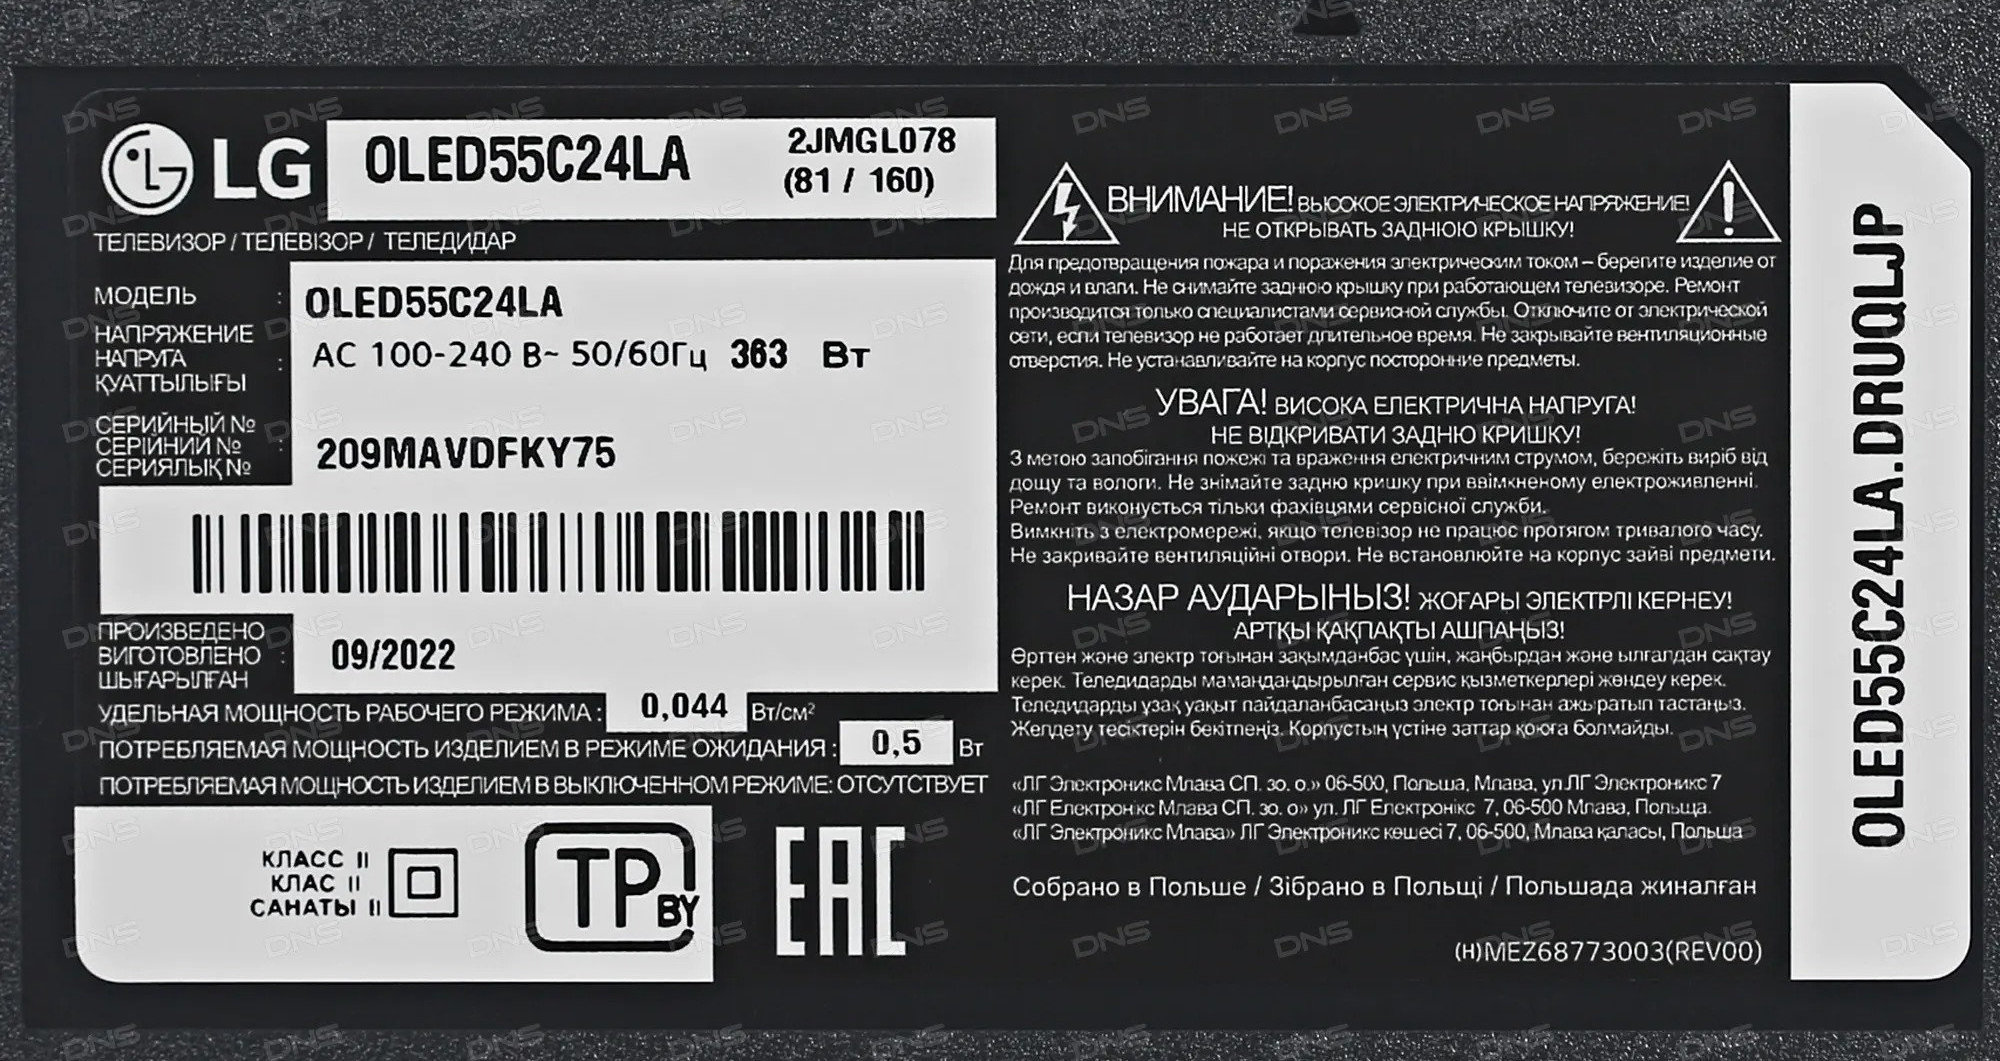 LG OLED55C24LA 2JMGL078
(81 / 160)
ТЕЛЕВИЗОР / ТЕЛЕВІЗОР / ТЕЛЕДИДАР
МОДЕЛЬ : OLED55C24LA
НАПРЯЖЕНИЕ
НАПРУГА : AC 100-240 В~ 50/60Гц 363 Вт
ҚУАТТЫЛЫҒЫ
СЕРИЙНЫЙ №
СЕРІЙНИЙ № : 209MAVDFKY75
СЕРИЯЛЫҚ №
ПРОИЗВЕДЕНО
ВИГОТОВЛЕНО : 09/2022
ШЫҒАРЫЛҒАН
УДЕЛЬНАЯ МОЩНОСТЬ РАБОЧЕГО РЕЖИМА : 0,044 Вт/см²
ПОТРЕБЛЯЕМАЯ МОЩНОСТЬ ИЗДЕЛИЕМ В РЕЖИМЕ ОЖИДАНИЯ : 0,5 Вт
ПОТРЕБЛЯЕМАЯ МОЩНОСТЬ ИЗДЕЛИЕМ В ВЫКЛЮЧЕННОМ РЕЖИМЕ: ОТСУТСТВУЕТ
КЛАСС II
КЛАС II
САНАТЫ II
TP BY
EAC
ВНИМАНИЕ! ВЫСОКОЕ ЭЛЕКТРИЧЕСКОЕ НАПРЯЖЕНИЕ!
НЕ ОТКРЫВАТЬ ЗАДНЮЮ КРЫШКУ!
Для предотвращения пожара и поражения электрическим током – берегите изделие от
дождя и влаги. Не снимайте заднюю крышку при работающем телевизоре. Ремонт
производится только специалистами сервисной службы. Отключите от электрической
сети, если телевизор не работает длительное время. Не закрывайте вентиляционные
отверстия. Не устанавливайте на корпус посторонние предметы.
УВАГА! ВИСОКА ЕЛЕКТРИЧНА НАПРУГА!
НЕ ВІДКРИВАТИ ЗАДНЮ КРИШКУ!
З метою запобігання пожежі та враження електричним струмом, бережіть виріб від
дощу та вологи. Не знімайте задню кришку при ввімкненому електроживленні.
Ремонт виконується тільки фахівцями сервісної служби.
Вимкніть з електромережі, якщо телевізор не працює протягом тривалого часу.
Не закривайте вентиляційні отвори. Не встановлюйте на корпус зайві предмети.
НАЗАР АУДАРЫҢЫЗ! ЖОҒАРЫ ЭЛЕКТРЛІ КЕРНЕУ!
АРТҚЫ ҚАҚПАҚТЫ АШПАҢЫЗ!
Өрттен және электр тоғынан зақымданбас үшін, жаңбырдан және ылғалдан сақтау
керек. Теледидарды мамандандырылған сервис қызметкерлері жөндеу керек.
Теледидарды ұзақ уақыт пайдаланбасаңыз электр тоғынан ажыратып тастаңыз.
Желдету тесіктерін бекітпеңіз. Корпустың үстіне заттар қоюға болмайды.
«ЛГ Электроникс Млава СП. зо. о.» 06-500, Польша, Млава, ул.ЛГ Электроникс 7
«ЛГ Електронікс Млава СП. зо. о» ул. ЛГ Електронікс 7, 06-500 Млава, Польща.
«ЛГ Электроникс Млава» ЛГ Электроникс көшесі 7, 06-500, Млава қаласы, Польша
Собрано в Польше / Зібрано в Польщі / Польшада жиналған
(H)MEZ68773003(REV00)
OLED55C24LA.DRUQLJP